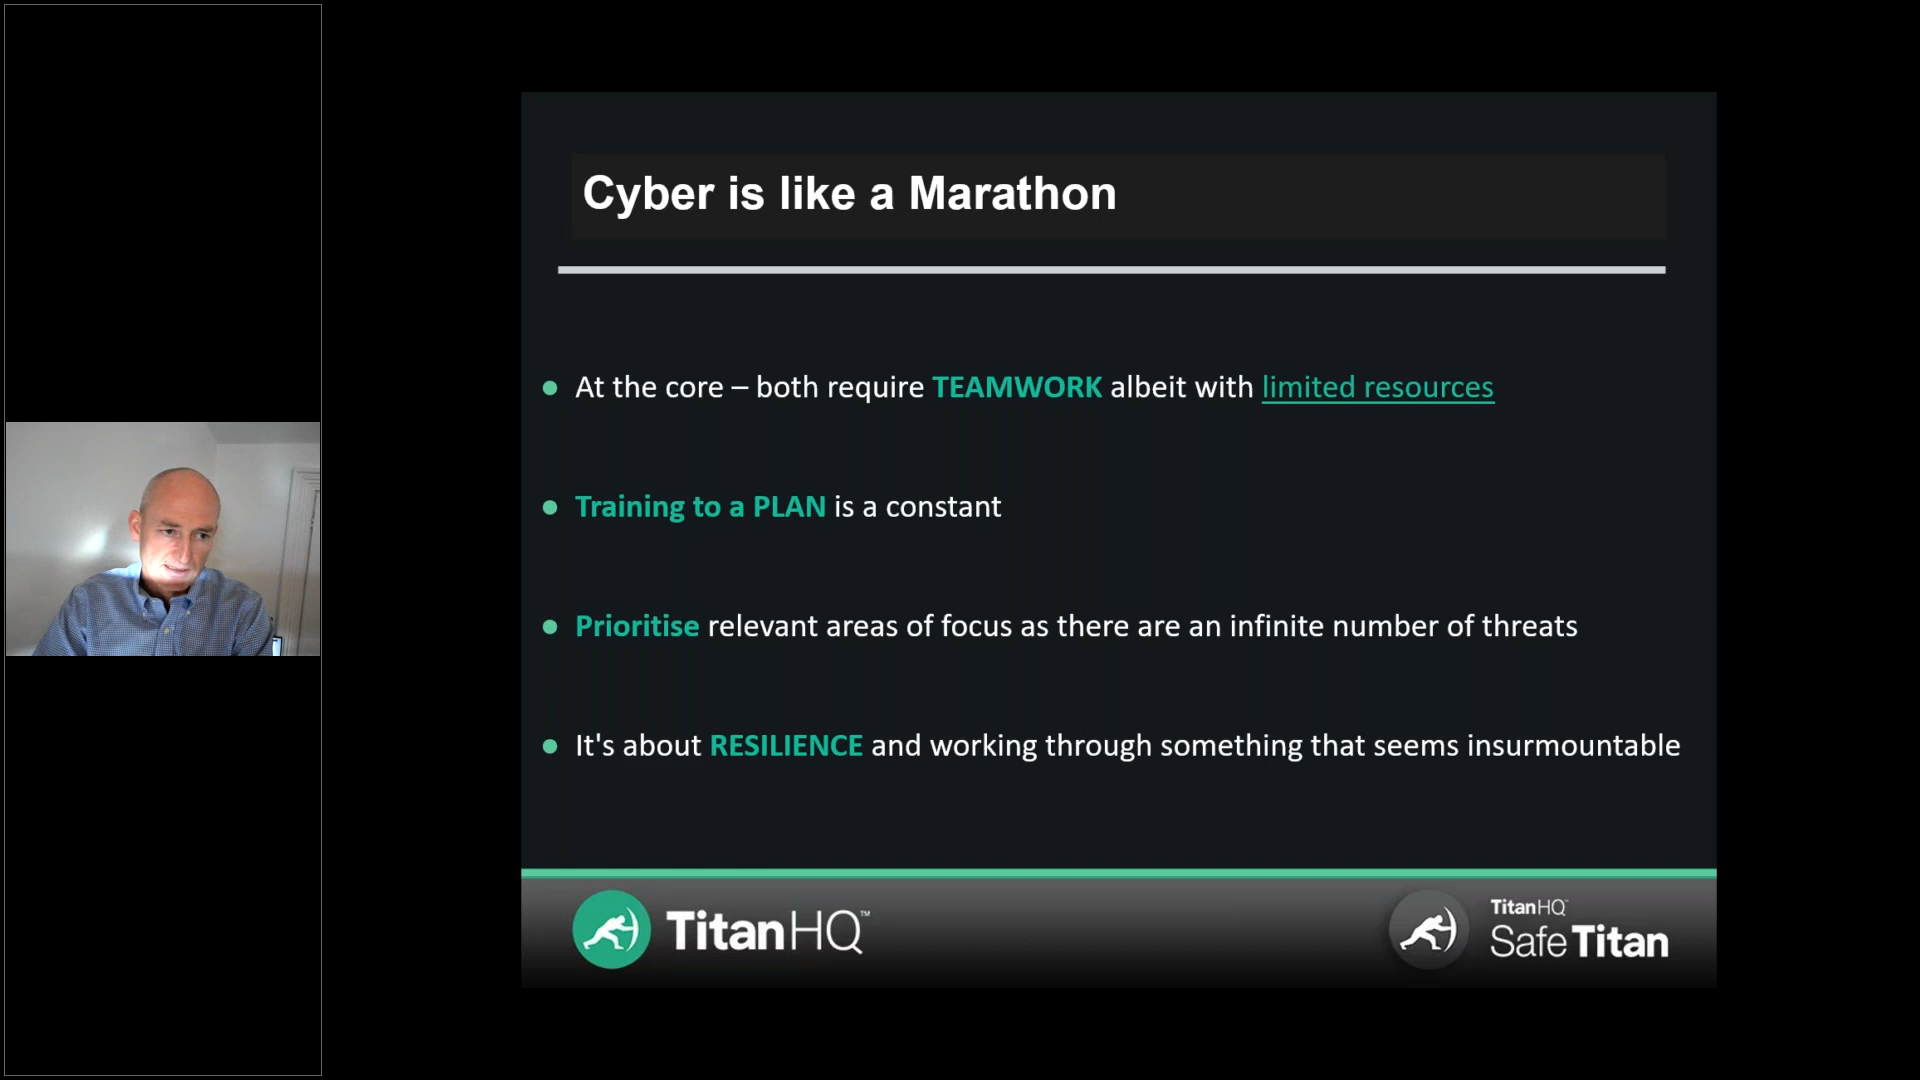 Cyber is like a Marathon
At the core – both require TEAMWORK albeit with limited resources
Training to a PLAN is a constant
Prioritise relevant areas of focus as there are an infinite number of threats
It's about RESILIENCE and working through something that seems insurmountable
TitanHQ™
TitanHQ™
SafeTitan